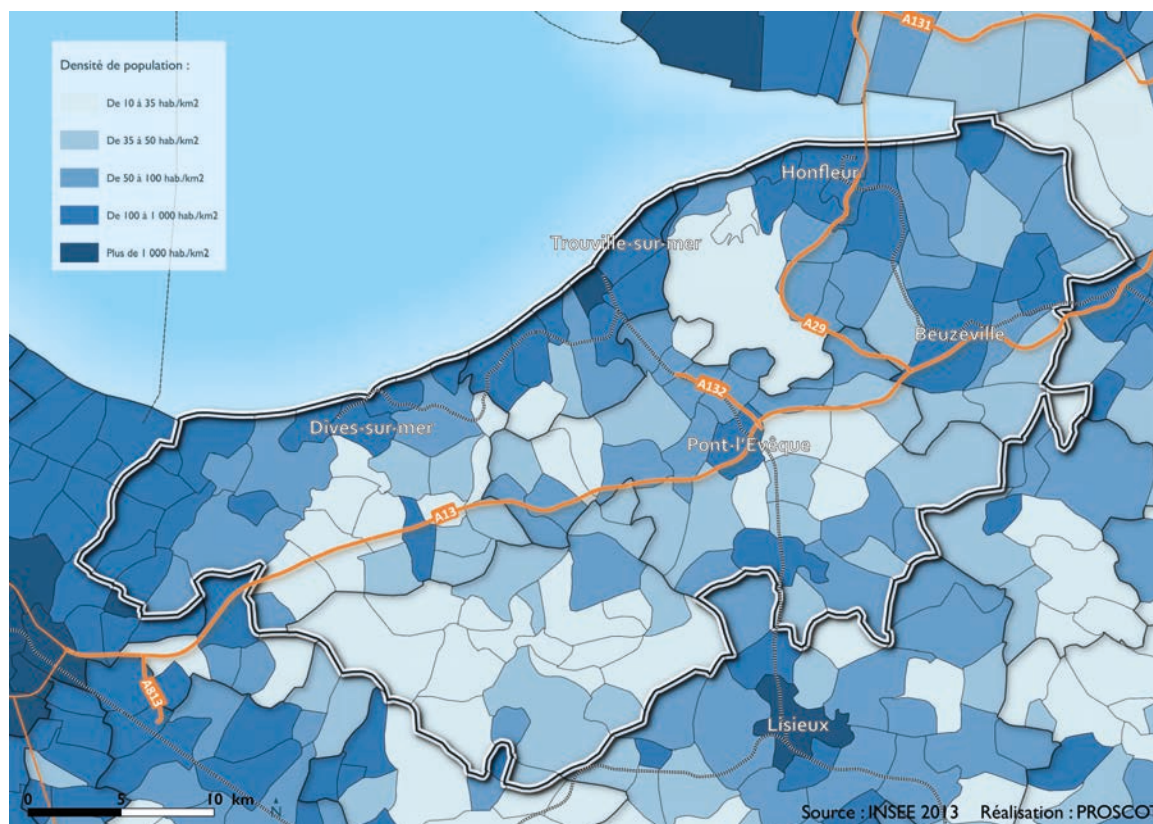 A131
Densité de population :
De 10 à 35 hab./km2
De 35 à 50 hab./km2
De 50 à 100 hab./km2
De 100 à 1 000 hab./km2
Plus de 1 000 hab./km2
Honfleur
Trouville-sur-mer
A29
Beuzeville
A132
Dives-sur-mer
Pont-l'Evêque
A13
A813
Lisieux
0 5 10 km
N
Source : INSEE 2013 Réalisation : PROSCOT